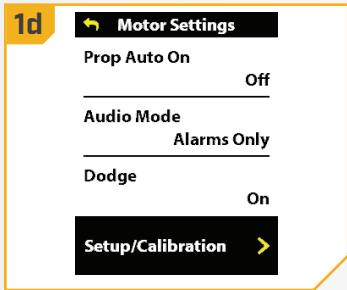 1d
Motor Settings
Prop Auto On
Off
Audio Mode
Alarms Only
Dodge
On
Setup/Calibration